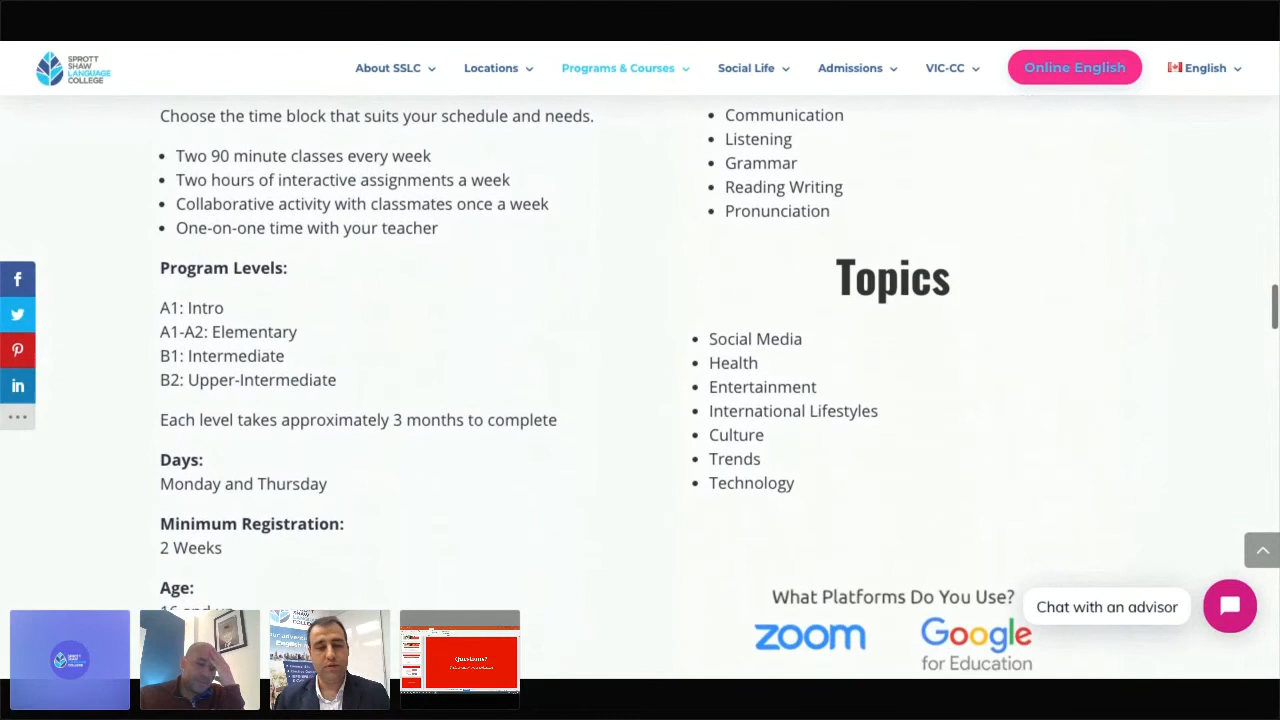 SPROTT
SHAW
LANGUAGE
COLLEGE
About SSLC
Locations
Programs & Courses
Social Life
Admissions
VIC-CC
Online English
English
Choose the time block that suits your schedule and needs.
Two 90 minute classes every week
Two hours of interactive assignments a week
Collaborative activity with classmates once a week
One-on-one time with your teacher
Program Levels:
A1: Intro
A1-A2: Elementary
B1: Intermediate
B2: Upper-Intermediate
Each level takes approximately 3 months to complete
Days:
Monday and Thursday
Minimum Registration:
2 Weeks
Age:
16 and up
Communication
Listening
Grammar
Reading Writing
Pronunciation
Topics
Social Media
Health
Entertainment
International Lifestyles
Culture
Trends
Technology
What Platforms Do You Use?
zoom
Google
for Education
Chat with an advisor
Questions?